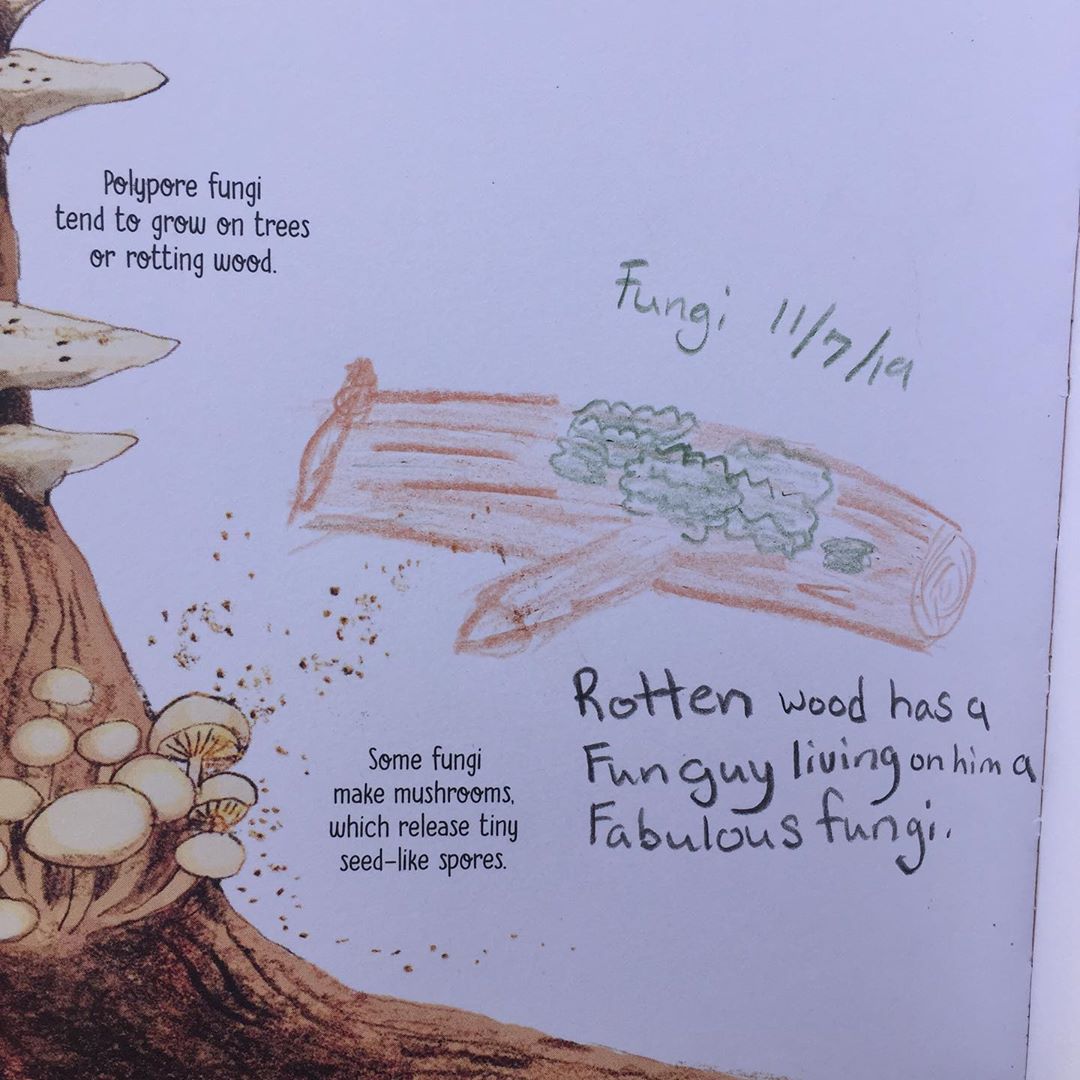 Polypore fungi
tend to grow on trees
or rotting wood.
Fungi 11/7/19
Rotten wood has a
Fun guy living on him a
Fabulous fungi.
Some fungi
make mushrooms,
which release tiny
seed-like spores.